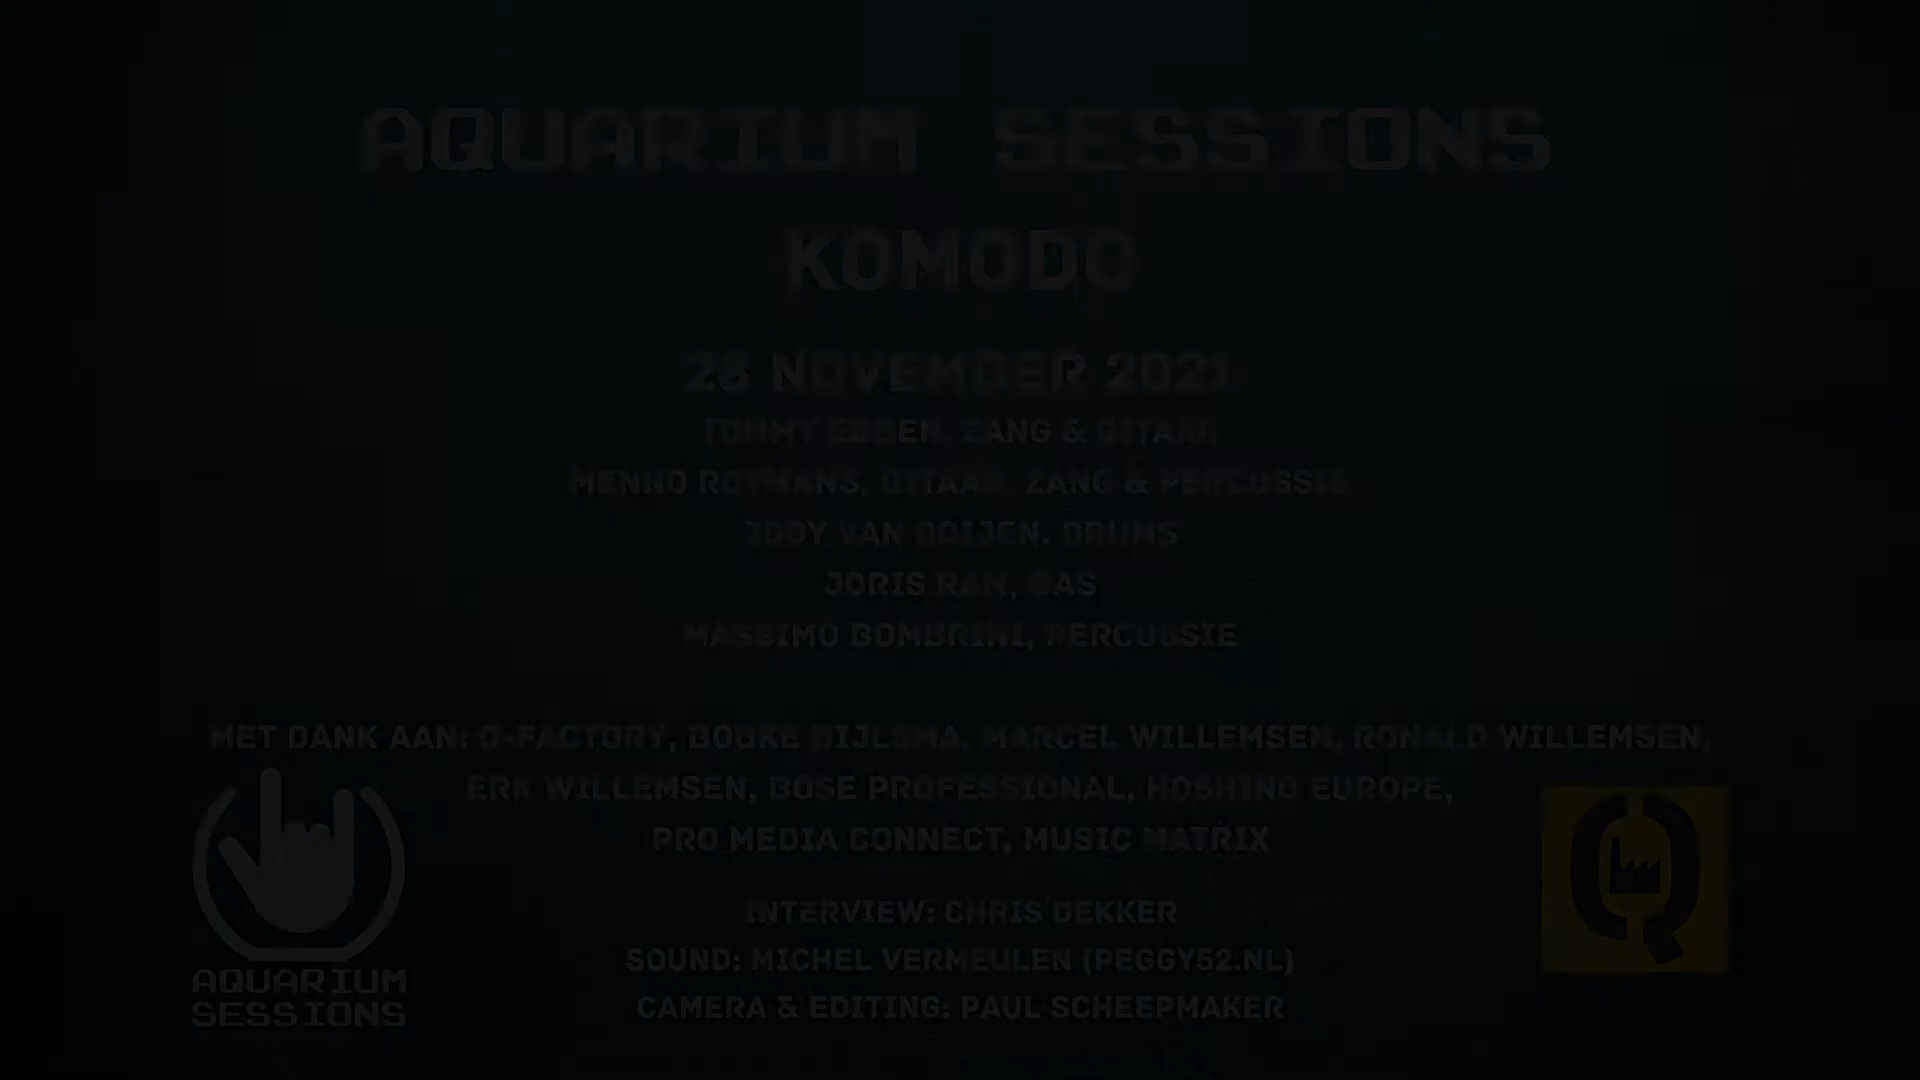 AQUARIUM SESSIONS
KOMODO
26 NOVEMBER 2021
TOMMY EBBEN, ZANG & GITAAR
MENNO ROYMANS, GITAAR, ZANG & PERCUSSIE
JODY VAN OOIJEN, DRUMS
JORIS RAM, BAS
MASSIMO BOMBRINI, PERCUSSIE
MET DANK AAN: Q-FACTORY, BOUKE BIJLSMA, MARCEL WILLEMSEN, RONALD WILLEMSEN,
ERK WILLEMSEN, BOSE PROFESSIONAL, HOSHINO EUROPE,
PRO MEDIA CONNECT, MUSIC MATRIX
INTERVIEW: CHRIS DEKKER
SOUND: MICHEL VERMEULEN (PEGGY52.NL)
CAMERA & EDITING: PAUL SCHEEPMAKER
AQUARIUM
SESSIONS
Q